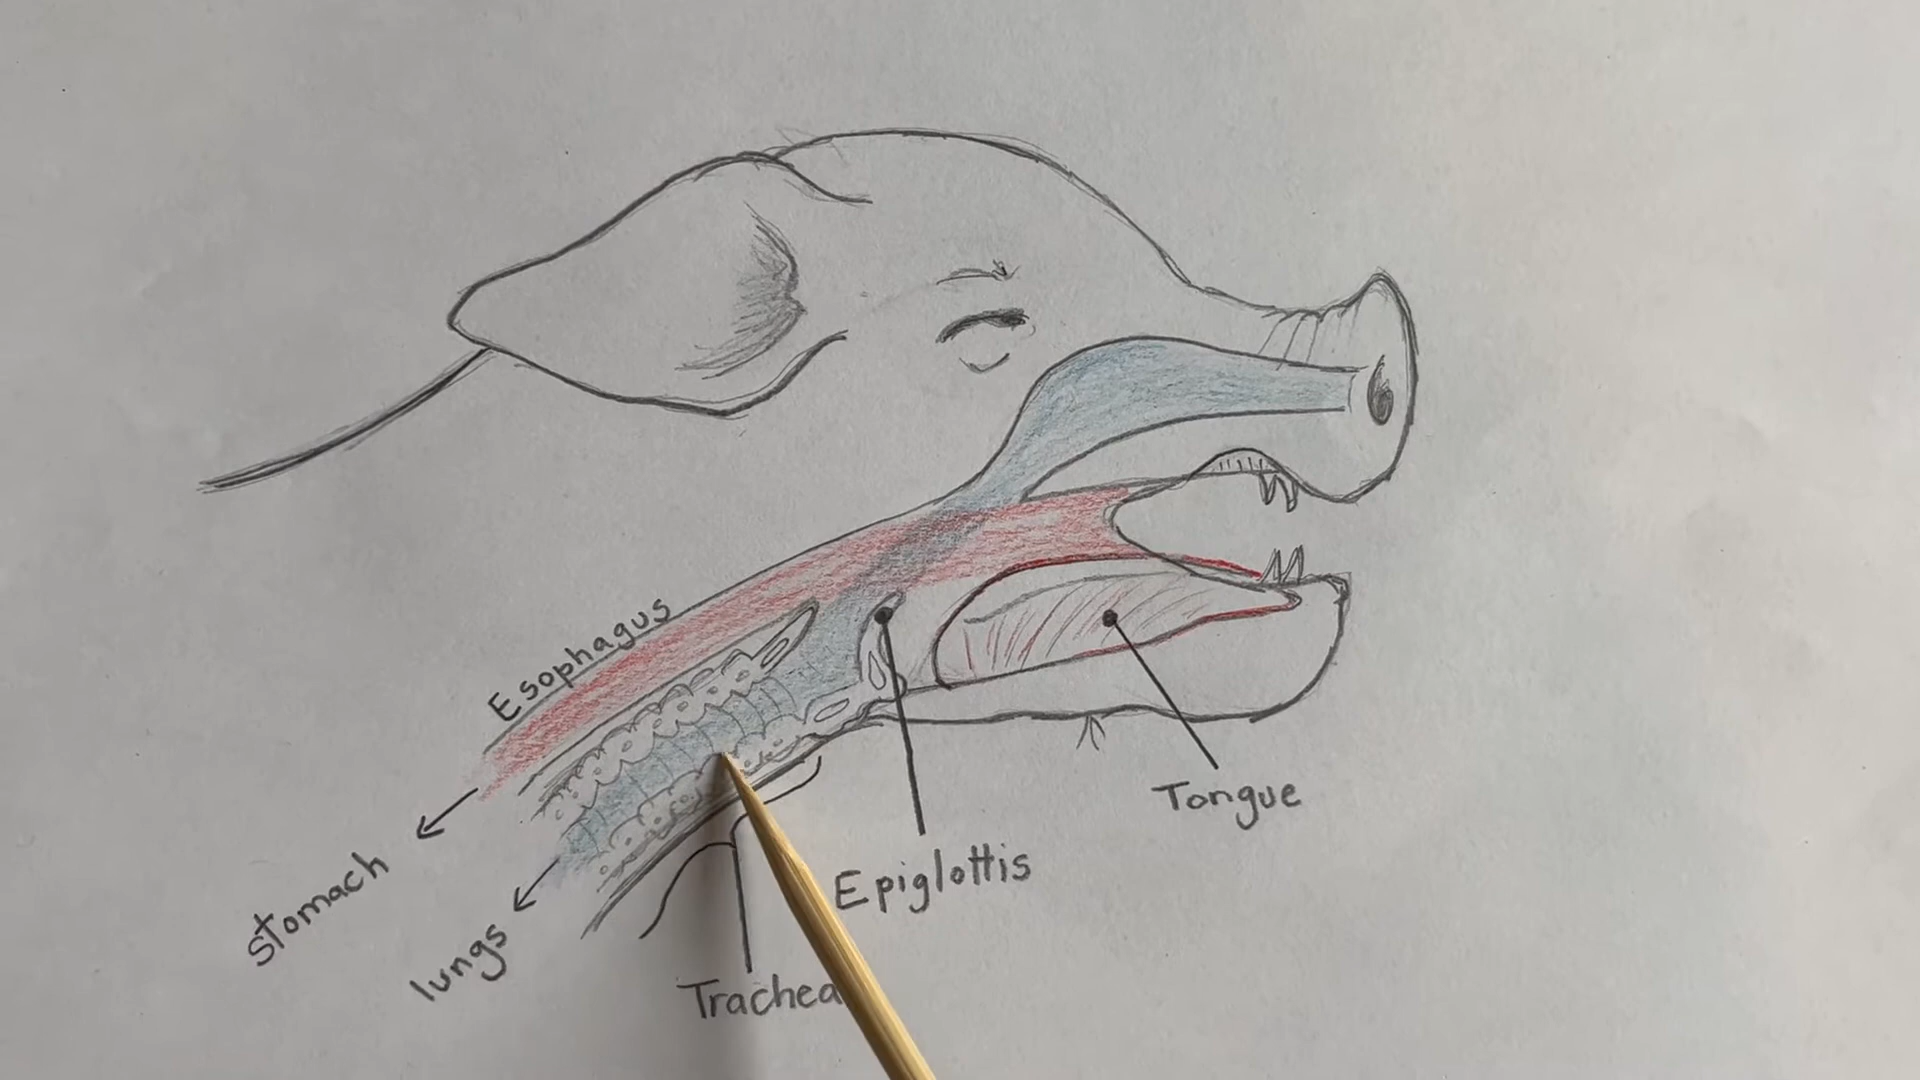 Esophagus
Tongue
Epiglottis
stomach
lungs
Trachea